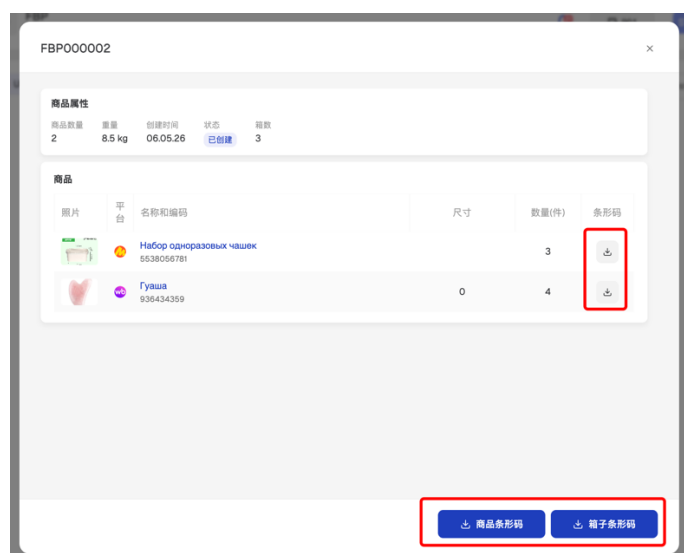 FBP000002
×
商品属性
商品数量 重量 创建时间 状态 箱数
2 8.5 kg 06.05.26 已创建 3
商品
照片 平台 名称和编码 尺寸 数量(件) 条形码
Набор одноразовых чашек 3
5538056781
wb Гуаша 0 4
936434359
商品条形码 箱子条形码